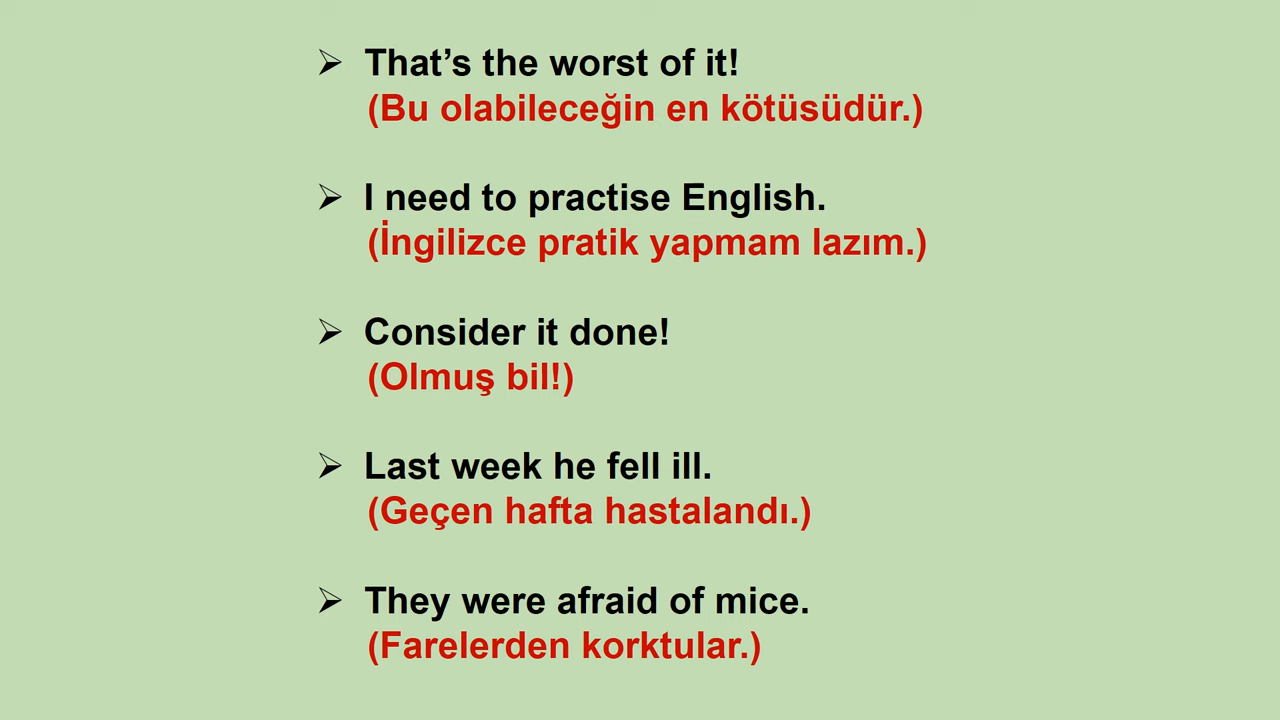 ➢ That’s the worst of it!
(Bu olabileceğin en kötüsüdür.)
➢ I need to practise English.
(İngilizce pratik yapmam lazım.)
➢ Consider it done!
(Olmuş bil!)
➢ Last week he fell ill.
(Geçen hafta hastalandı.)
➢ They were afraid of mice.
(Farelerden korktular.)